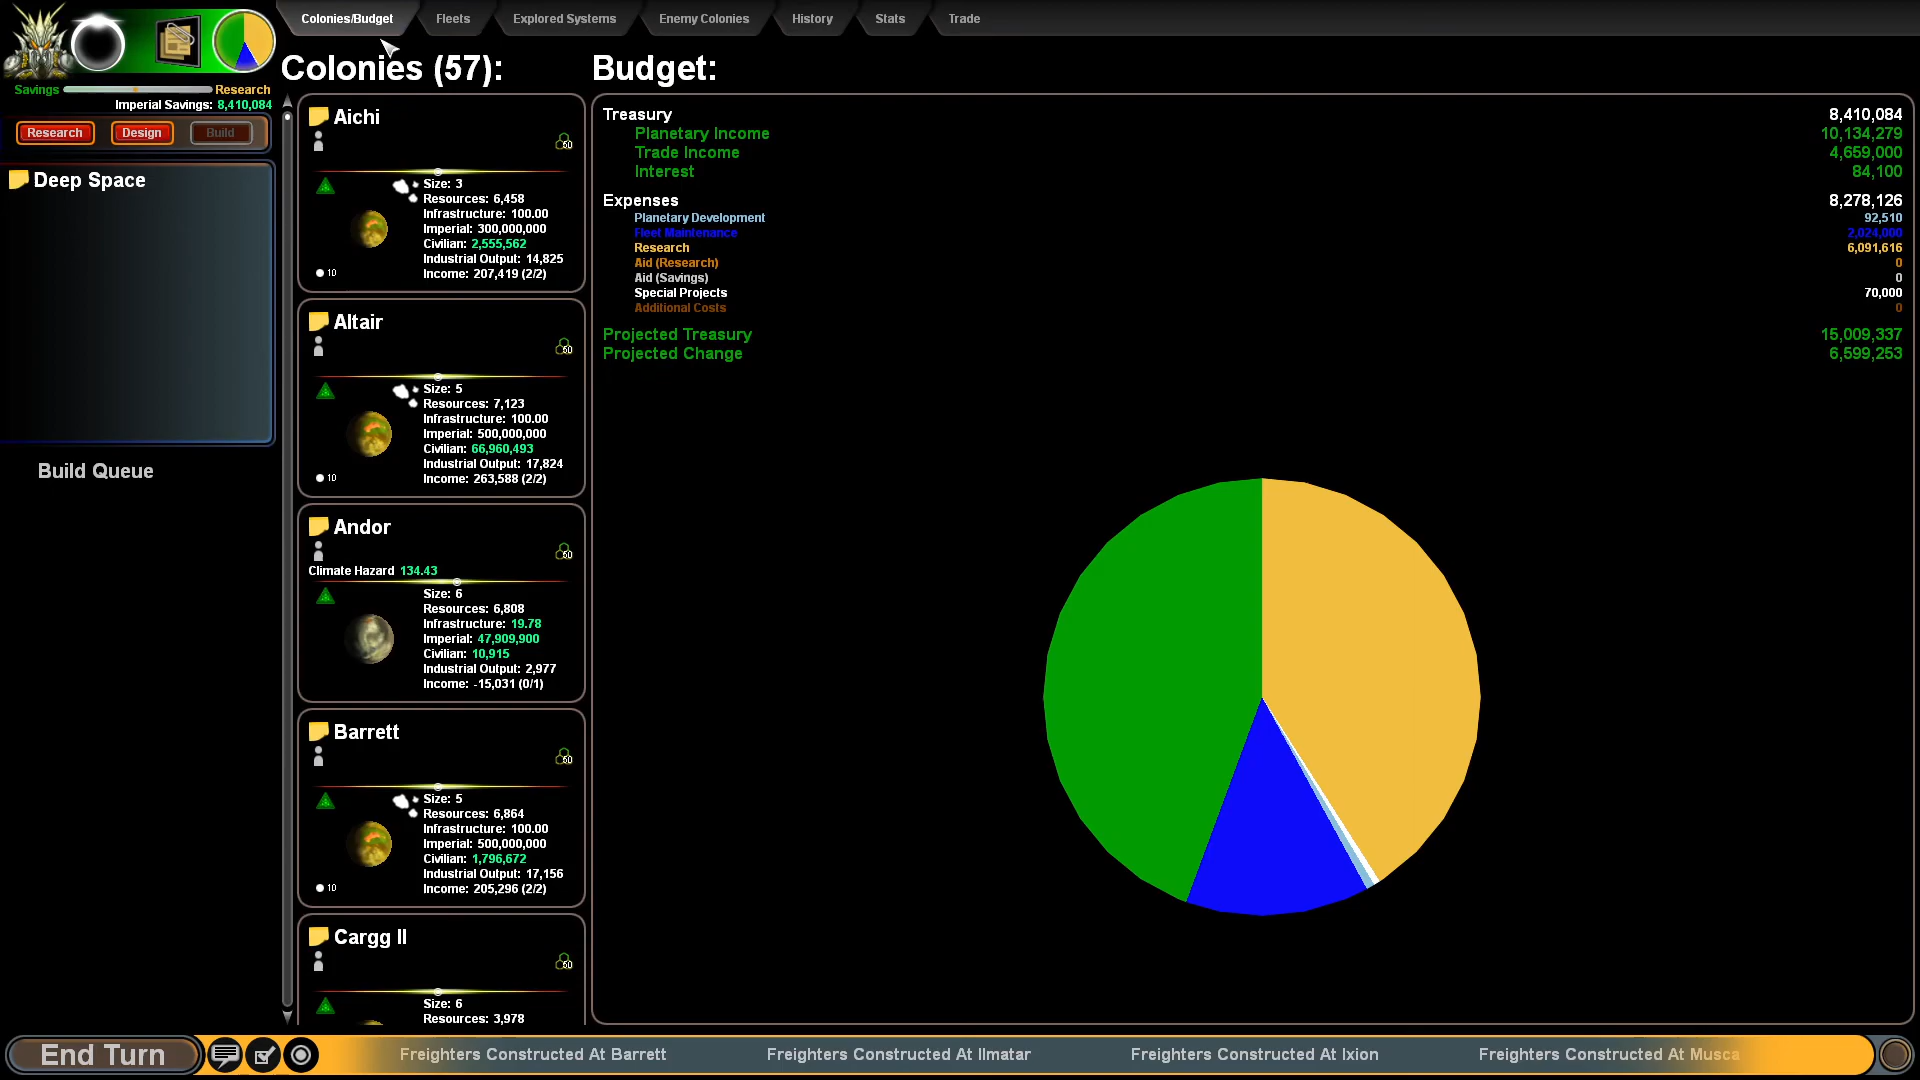 Colonies/Budget
Fleets
Explored Systems
Enemy Colonies
History
Stats
Trade
Savings
Research
Imperial Savings: 8,410,084
Research
Design
Build
Deep Space
Build Queue
Colonies (57):
Aichi
50
Size: 3
Resources: 6,458
Infrastructure: 100.00
Imperial: 300,000,000
Civilian: 2,555,562
Industrial Output: 14,825
10
Income: 207,419 (2/2)
Altair
50
Size: 5
Resources: 7,123
Infrastructure: 100.00
Imperial: 500,000,000
Civilian: 66,960,493
Industrial Output: 17,824
10
Income: 263,588 (2/2)
Andor
50
Climate Hazard 134.43
Size: 6
Resources: 6,808
Infrastructure: 19.78
Imperial: 47,909,900
Civilian: 10,915
Industrial Output: 2,977
Income: -15,031 (0/1)
Barrett
50
Size: 5
Resources: 6,864
Infrastructure: 100.00
Imperial: 500,000,000
Civilian: 1,796,672
Industrial Output: 17,156
10
Income: 205,296 (2/2)
Cargg II
50
Size: 6
Resources: 3,978
Budget:
Treasury 8,410,084
Planetary Income 10,134,279
Trade Income 4,659,000
Interest 84,100
Expenses 8,278,126
Planetary Development 92,510
Fleet Maintenance 2,024,000
Research 6,091,616
Aid (Research) 0
Aid (Savings) 0
Special Projects 70,000
Additional Costs 0
Projected Treasury 15,009,337
Projected Change 6,599,253
End Turn
Freighters Constructed At Barrett
Freighters Constructed At Ilmatar
Freighters Constructed At Ixion
Freighters Constructed At Musca